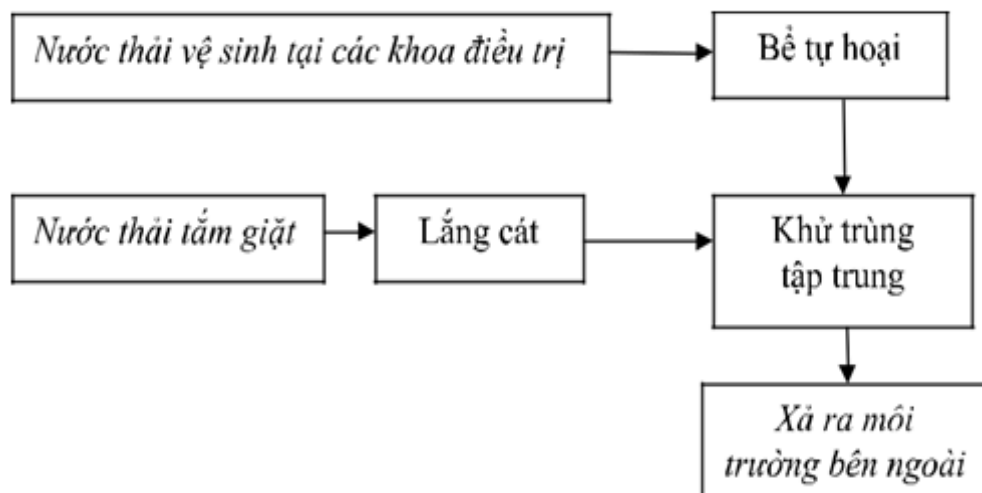 Nước thải vệ sinh tại các khoa điều trị
Bể tự hoại
Nước thải tắm giặt
Lắng cát
Khử trùng
tập trung
Xả ra môi
trường bên ngoài